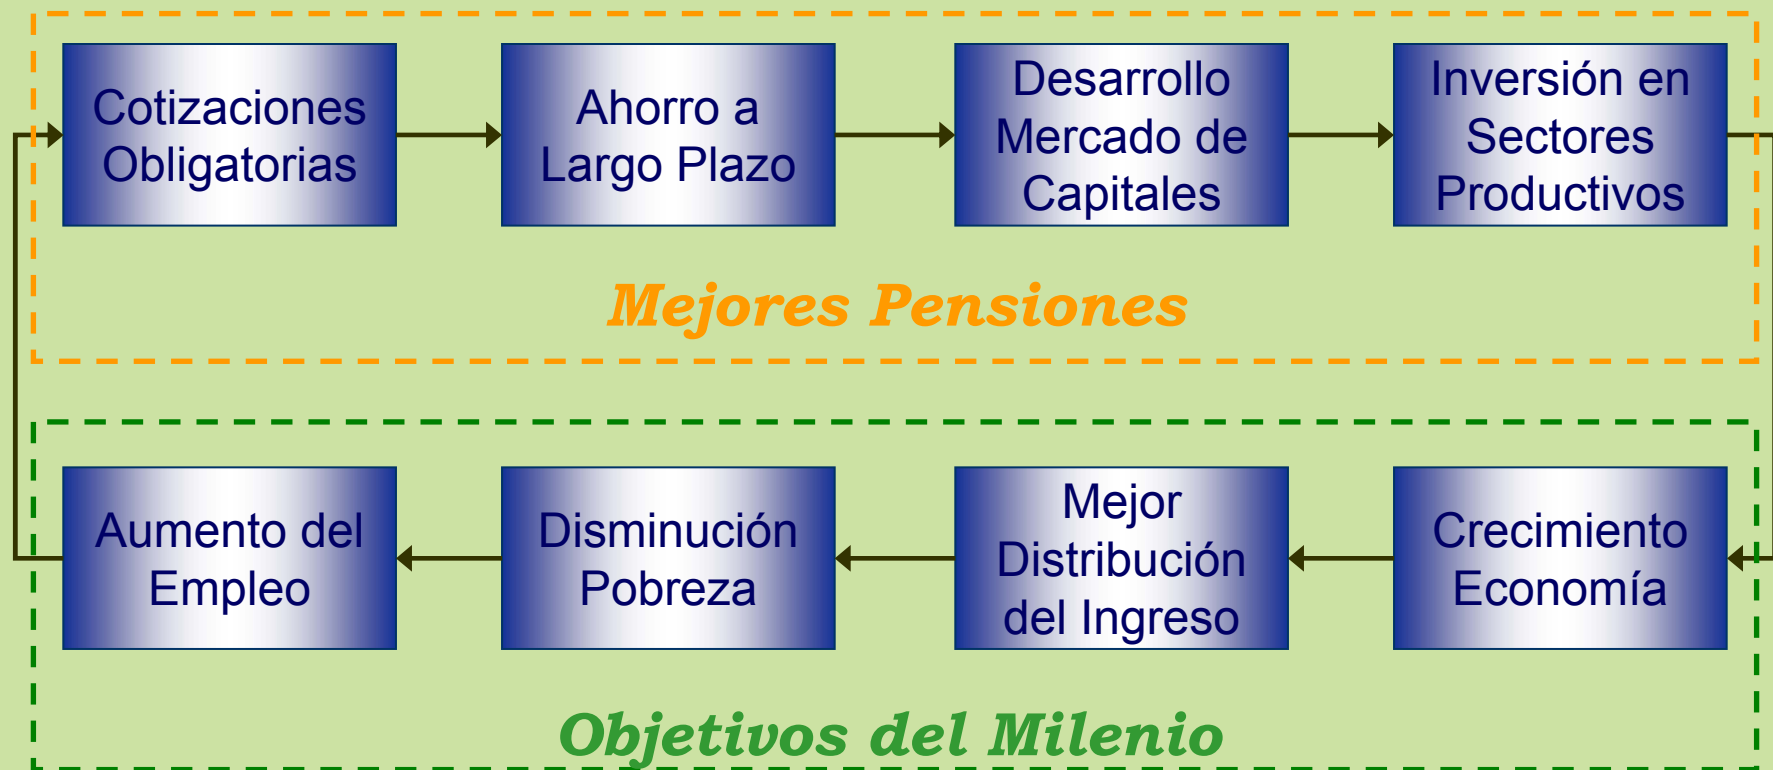 Cotizaciones
Obligatorias
Ahorro a
Largo Plazo
Desarrollo
Mercado de
Capitales
Inversión en
Sectores
Productivos
Mejores Pensiones
Aumento del
Empleo
Disminución
Pobreza
Mejor
Distribución
del Ingreso
Crecimiento
Economía
Objetivos del Milenio